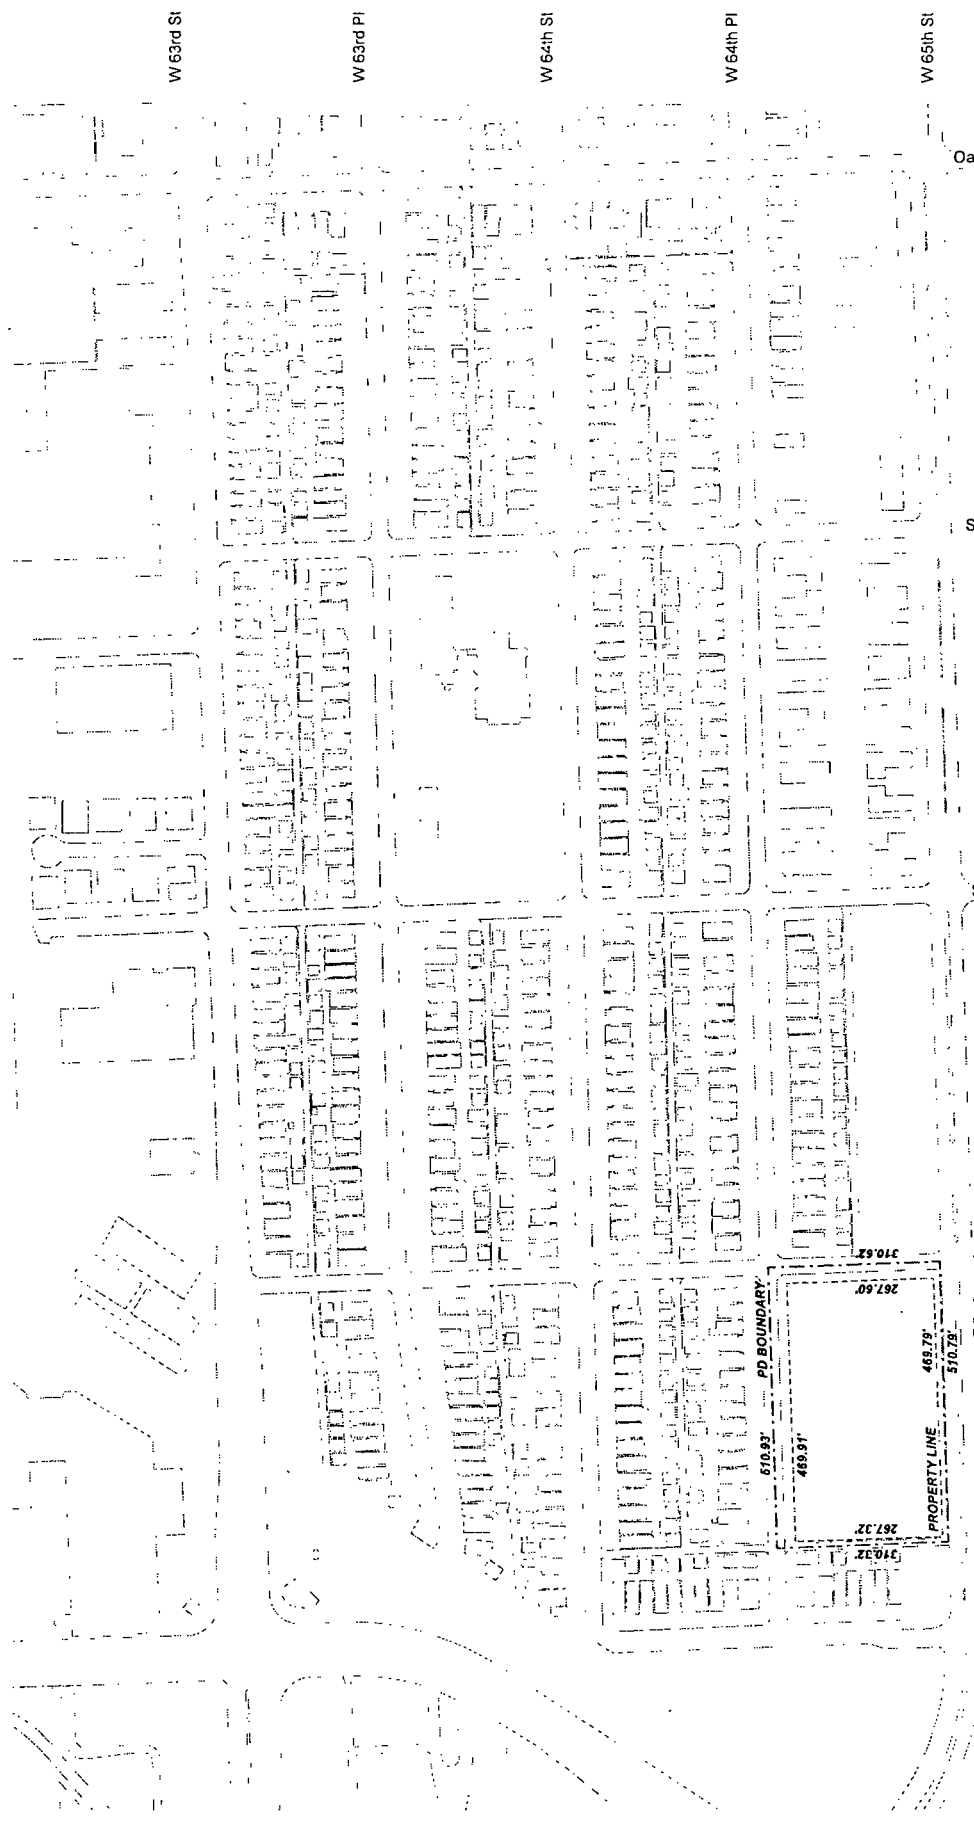 W 63rd St
W 63rd Pl
W 64th St
W 64th Pl
W 65th St
Oa
S
310.62'
267.60'
PD BOUNDARY
469.79'
510.79'
510.93'
469.91'
PROPERTY LINE
267.32'
310.32'